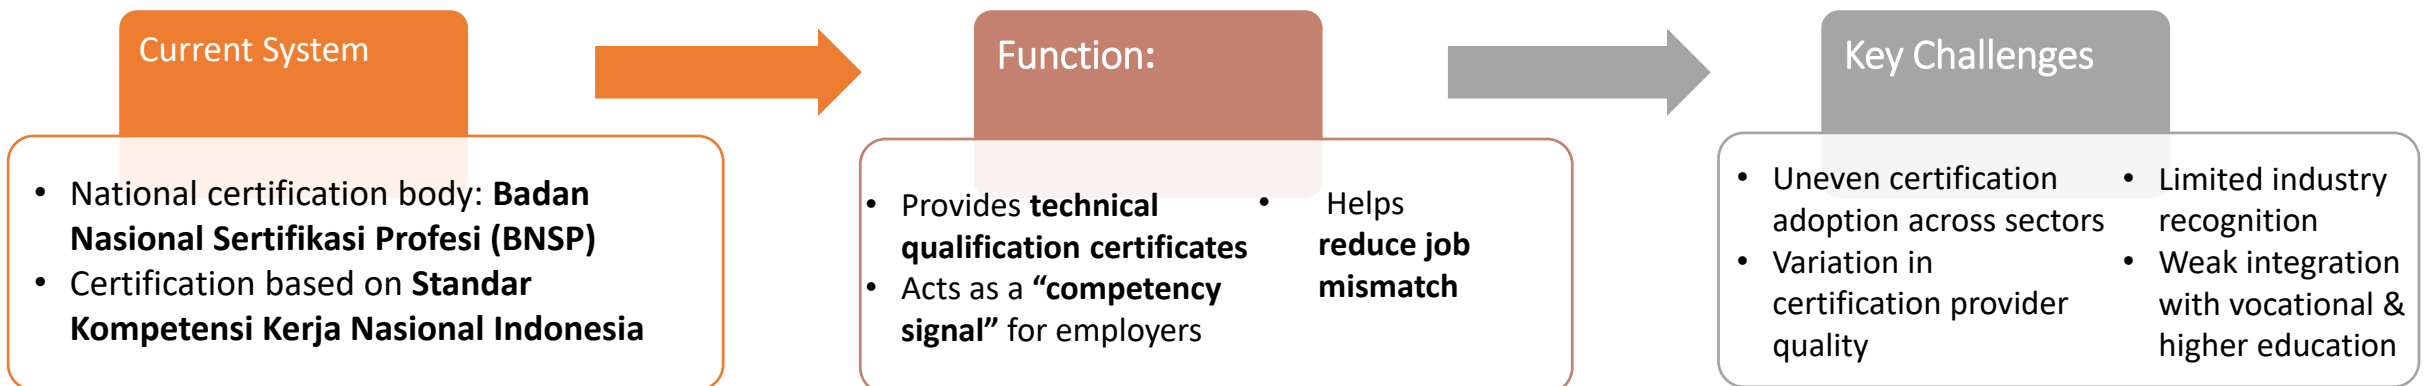 Current System
• National certification body: Badan
Nasional Sertifikasi Profesi (BNSP)
• Certification based on Standar
Kompetensi Kerja Nasional Indonesia
Function:
• Provides technical
qualification certificates
• Acts as a “competency
signal” for employers
• Helps
reduce job
mismatch
Key Challenges
• Uneven certification
adoption across sectors
• Variation in
certification provider
quality
• Limited industry
recognition
• Weak integration
with vocational &
higher education